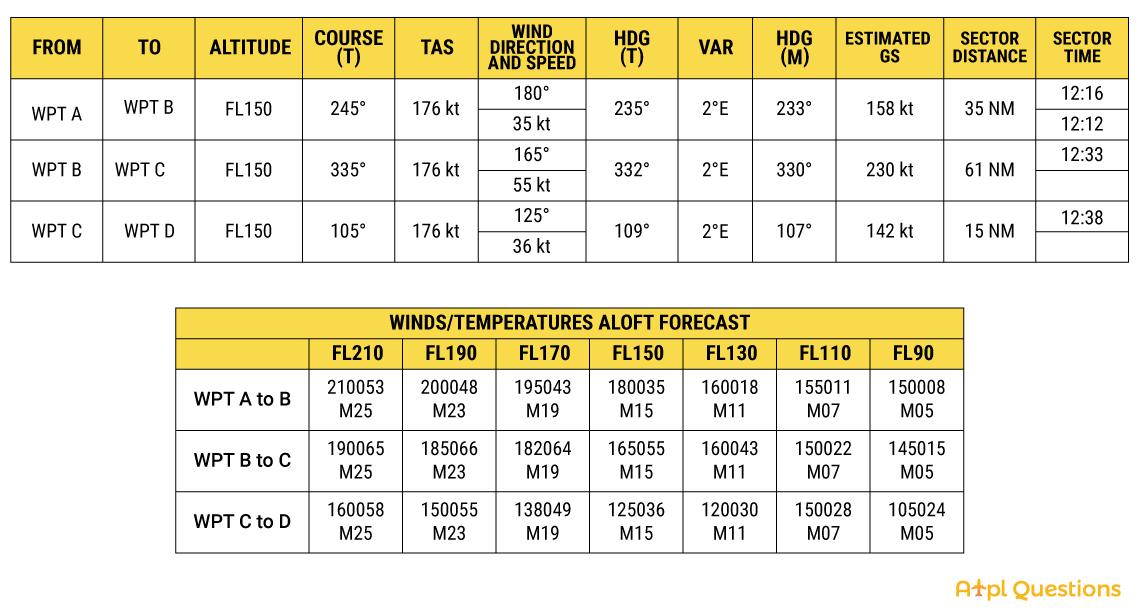 FROM TO ALTITUDE COURSE (T) TAS WIND DIRECTION AND SPEED HDG (T) VAR HDG (M) ESTIMATED GS SECTOR DISTANCE SECTOR TIME
WPT A WPT B FL150 245° 176 kt 180° 35 kt 235° 2°E 233° 158 kt 35 NM 12:16 12:12
WPT B WPT C FL150 335° 176 kt 165° 55 kt 332° 2°E 330° 230 kt 61 NM 12:33
WPT C WPT D FL150 105° 176 kt 125° 36 kt 109° 2°E 107° 142 kt 15 NM 12:38
WINDS/TEMPERATURES ALOFT FORECAST
FL210 FL190 FL170 FL150 FL130 FL110 FL90
WPT A to B 210053 M25 200048 M23 195043 M19 180035 M15 160018 M11 155011 M07 150008 M05
WPT B to C 190065 M25 185066 M23 182064 M19 165055 M15 160043 M11 150022 M07 145015 M05
WPT C to D 160058 M25 150055 M23 138049 M19 125036 M15 120030 M11 150028 M07 105024 M05
Atpl Questions